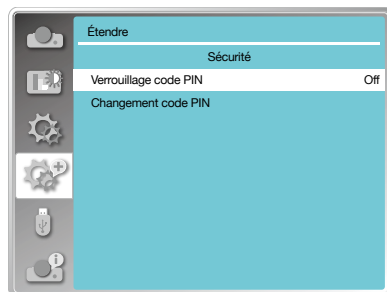 Étendre
Sécurité
Verrouillage code PIN Off
Changement code PIN